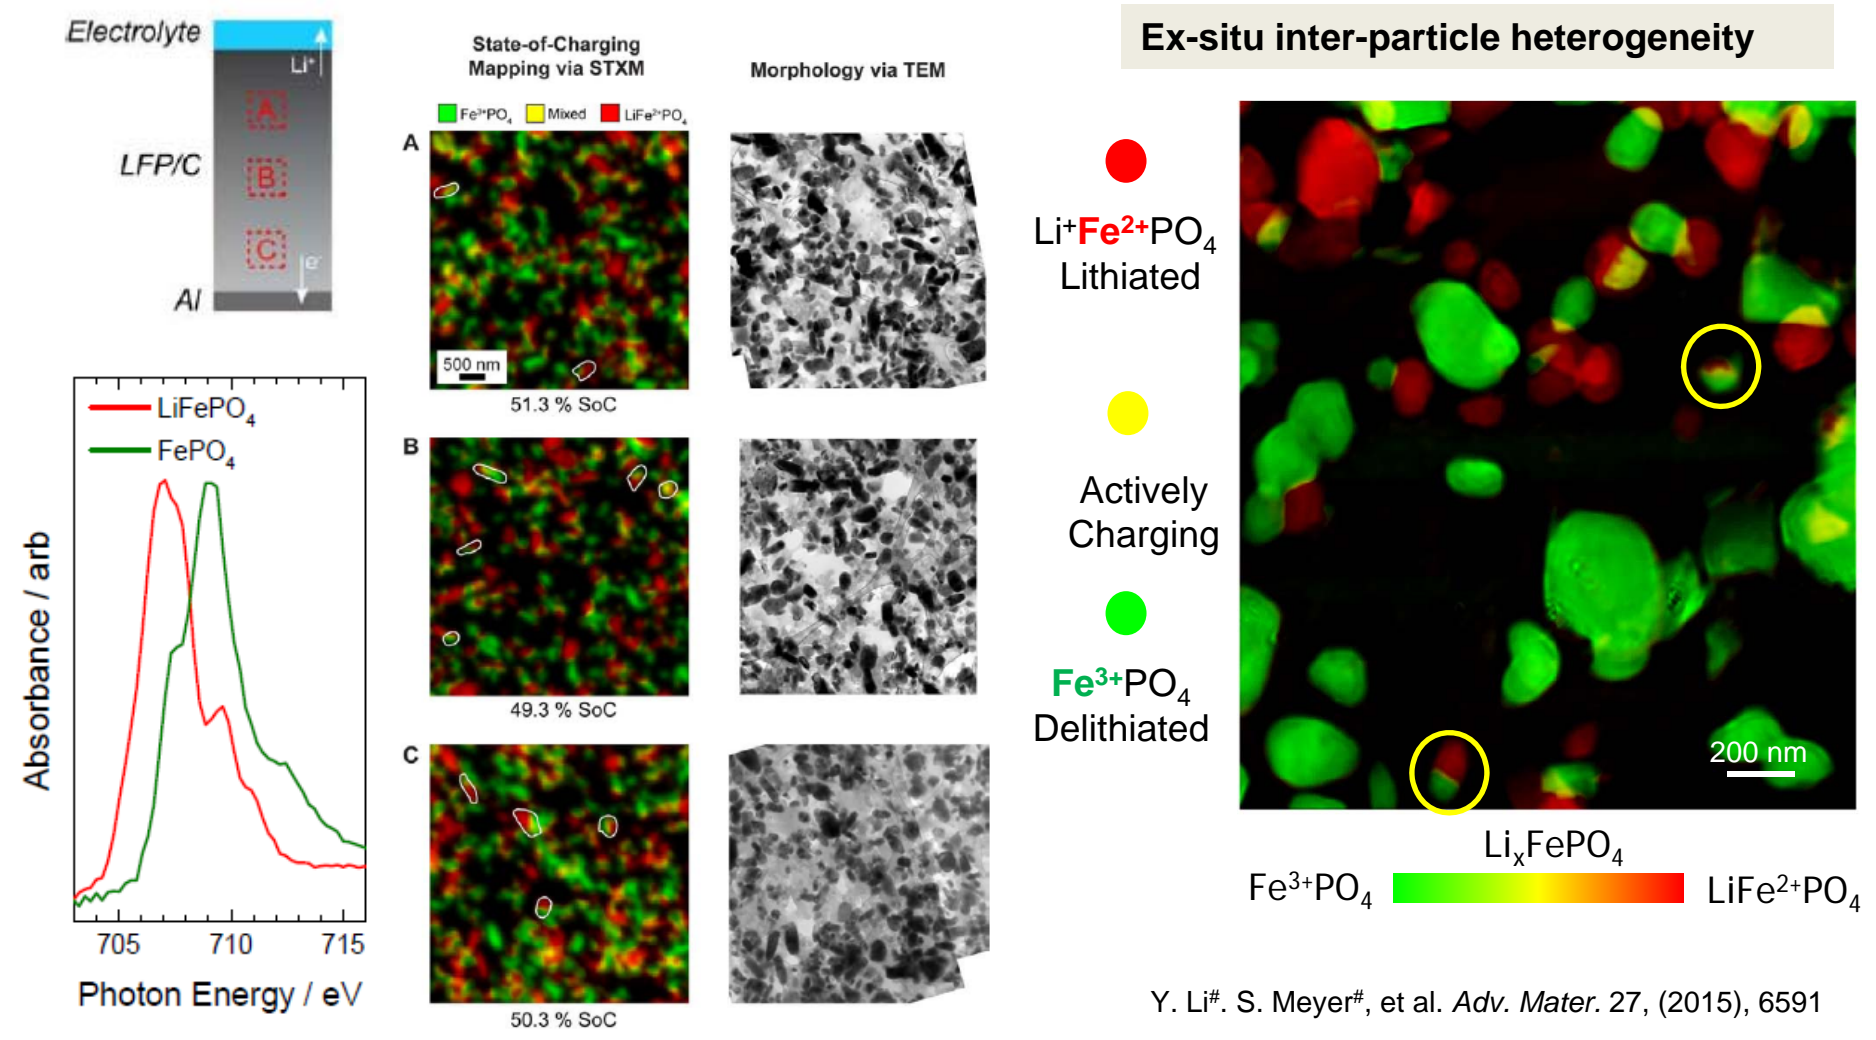 Electrolyte
Li⁺
A
LFP/C
B
C
e⁻
Al
State-of-Charging
Mapping via STXM
Morphology via TEM
Fe³⁺PO₄ Mixed LiFe²⁺PO₄
A
500 nm
51.3 % SoC
B
49.3 % SoC
C
50.3 % SoC
LiFePO₄
FePO₄
Absorbance / arb
705 710 715
Photon Energy / eV
Ex-situ inter-particle heterogeneity
Li⁺Fe²⁺PO₄
Lithiated
Actively
Charging
Fe³⁺PO₄
Delithiated
200 nm
LiₓFePO₄
Fe³⁺PO₄ LiFe²⁺PO₄
Y. Li#. S. Meyer#, et al. Adv. Mater. 27, (2015), 6591